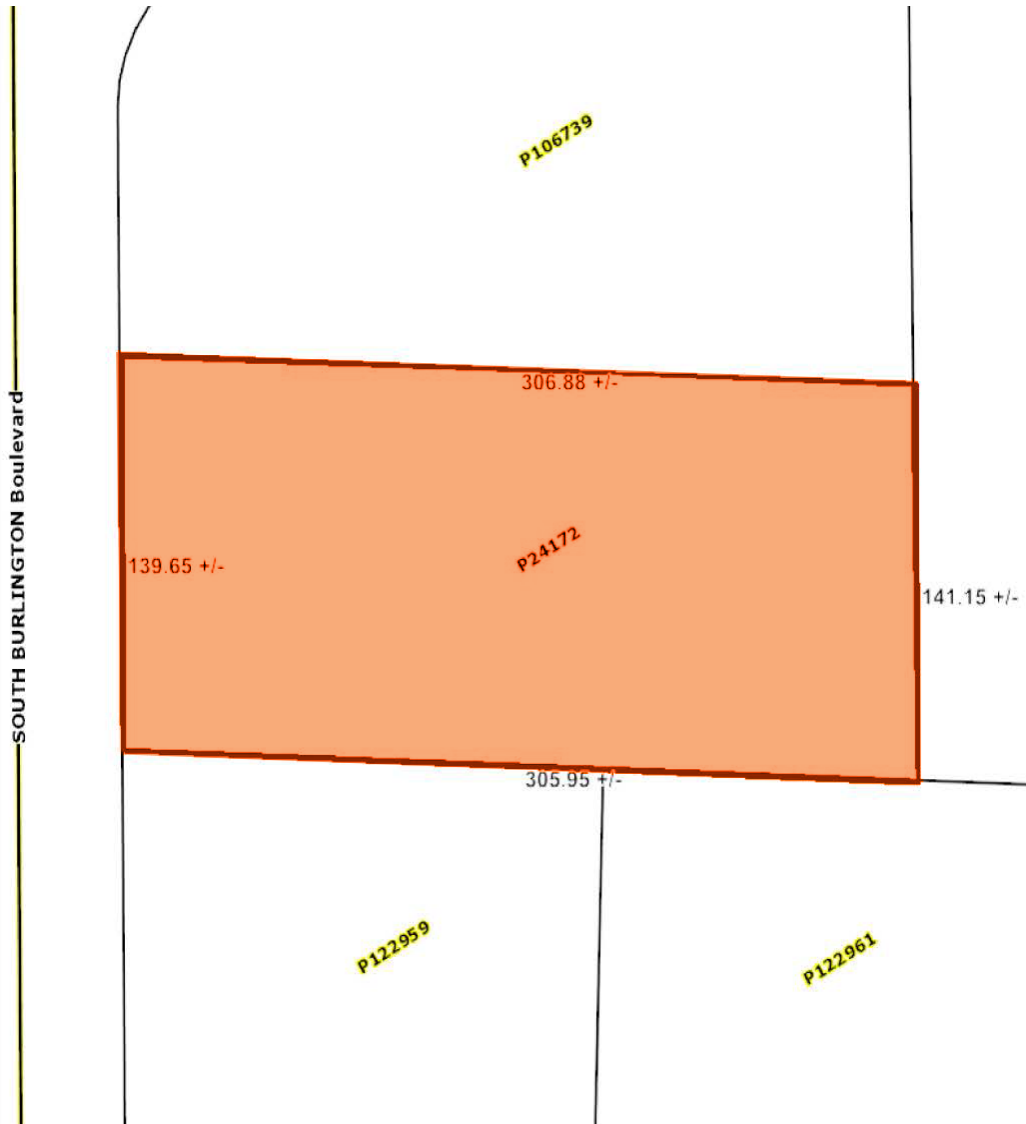 P106739
306.88 +/-
SOUTH BURLINGTON Boulevard
P24172
139.65 +/-
141.15 +/-
305.95 +/-
P122959
P122961